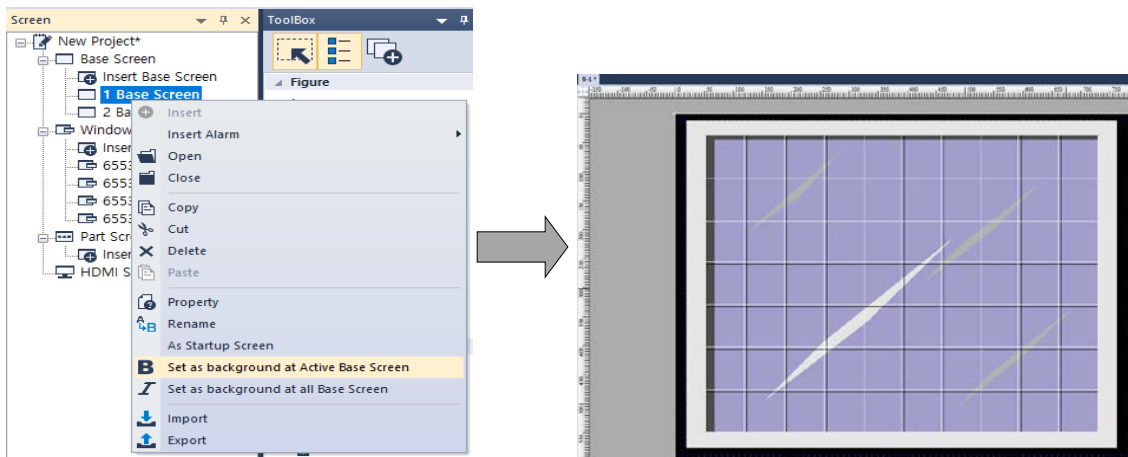 Screen
ToolBox
New Project*
Base Screen
Insert Base Screen
1 Base Screen
2 Ba
Window
Inser
6553
6553
6553
6553
Part Scr
Inser
HDMI S
Figure
Insert
Insert Alarm
Open
Close
Copy
Cut
Delete
Paste
Property
Rename
As Startup Screen
B Set as background at Active Base Screen
I Set as background at all Base Screen
Import
Export